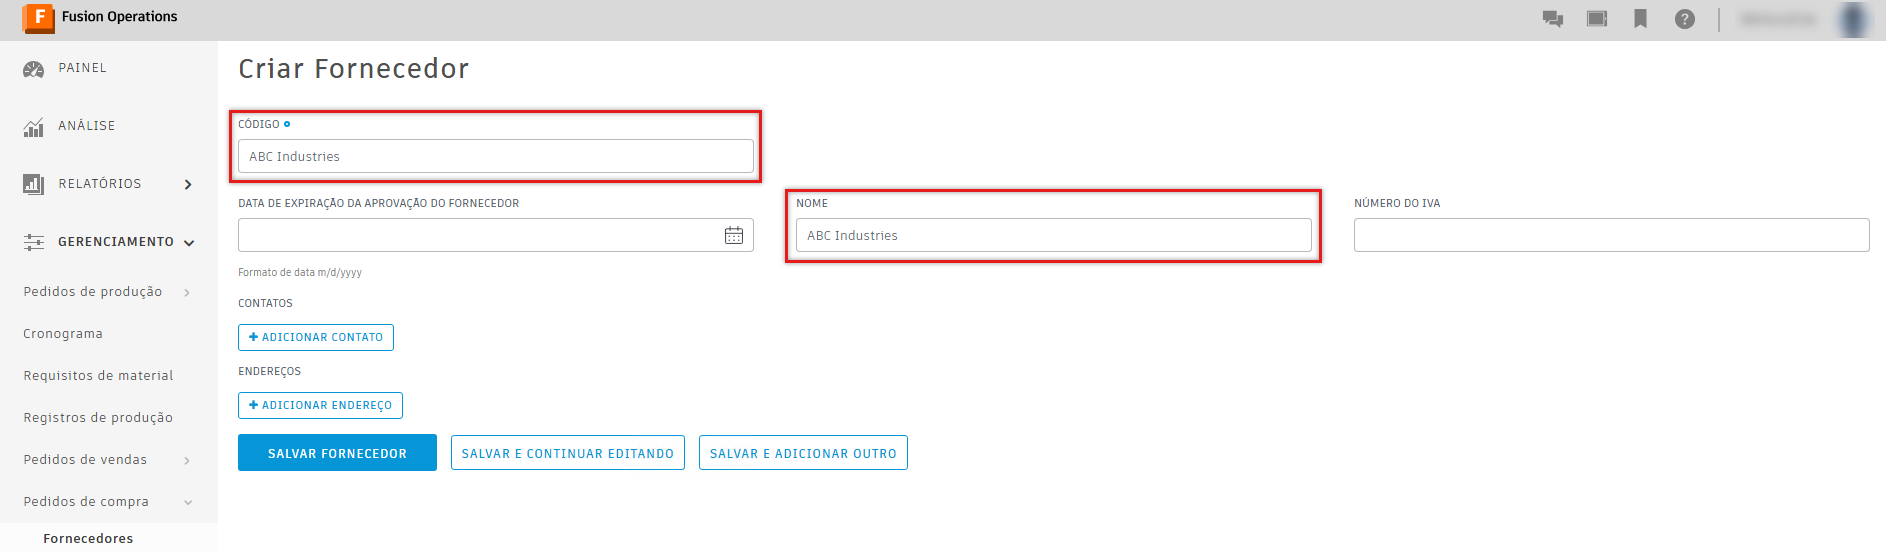 Fusion Operations
PAINEL
ANÁLISE
RELATÓRIOS
GERENCIAMENTO
Pedidos de produção
Cronograma
Requisitos de material
Registros de produção
Pedidos de vendas
Pedidos de compra
Fornecedores
Criar Fornecedor
CÓDIGO
ABC Industries
DATA DE EXPIRAÇÃO DA APROVAÇÃO DO FORNECEDOR
Formato de data m/d/yyyy
NOME
ABC Industries
NÚMERO DO IVA
CONTATOS
+ ADICIONAR CONTATO
ENDEREÇOS
+ ADICIONAR ENDEREÇO
SALVAR FORNECEDOR
SALVAR E CONTINUAR EDITANDO
SALVAR E ADICIONAR OUTRO